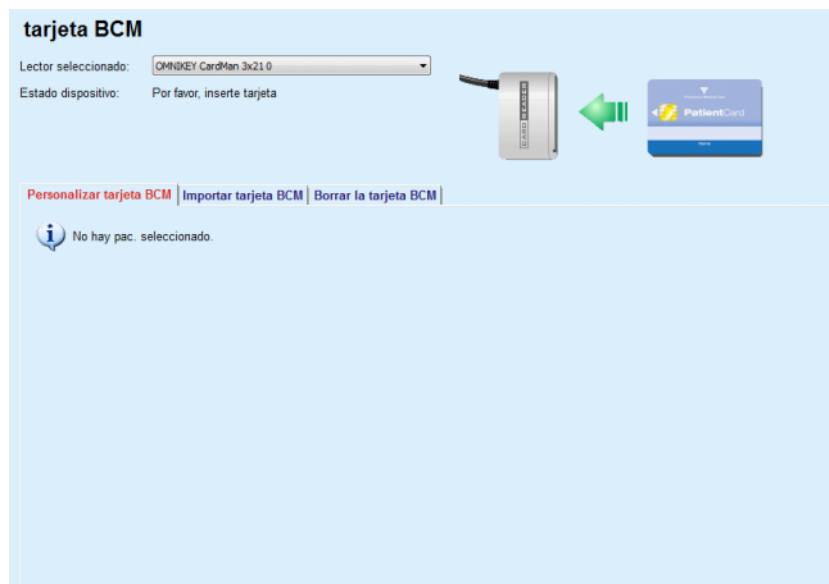 tarjeta BCM
Lector seleccionado: OMNIKEY CardMan 3x21 0
Estado dispositivo: Por favor, inserte tarjeta
CARD READER
PatientCard
Personalizar tarjeta BCM Importar tarjeta BCM Borrar la tarjeta BCM
No hay pac. seleccionado.